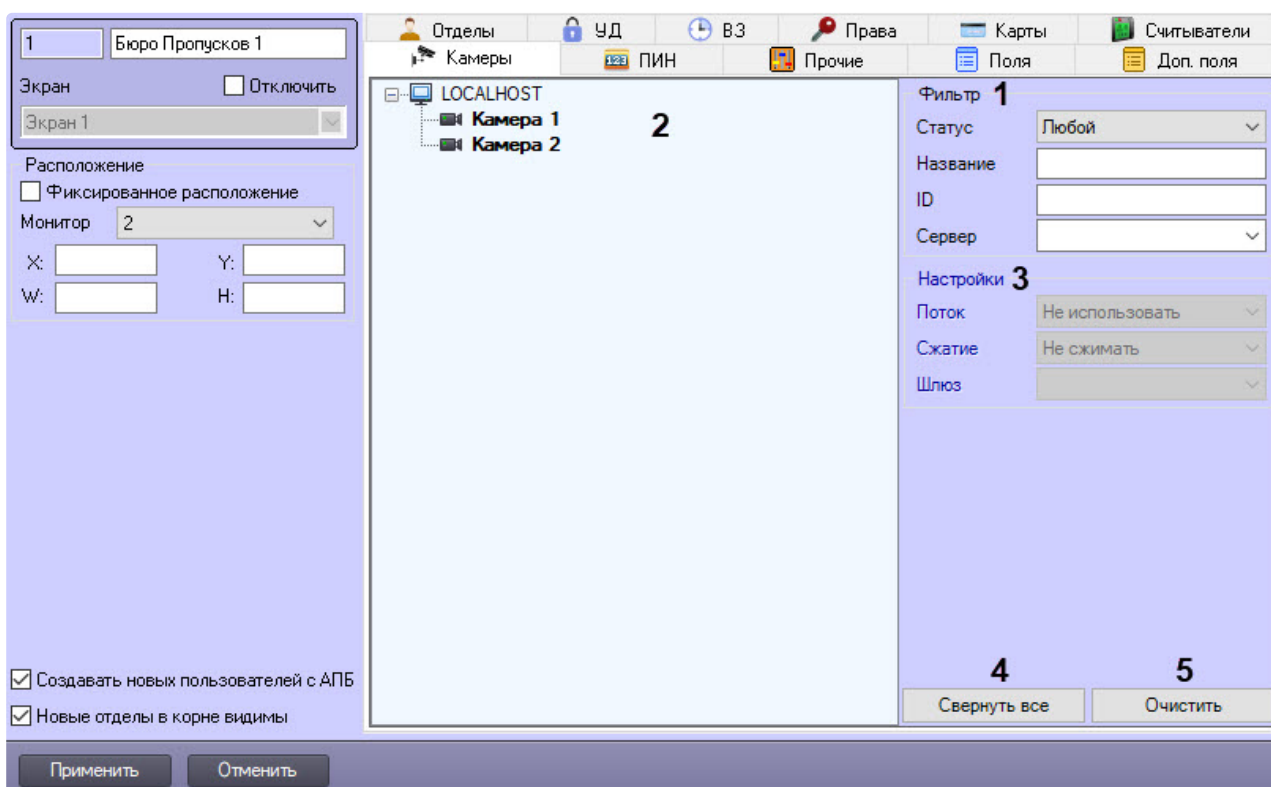 1 Бюро Пропусков 1
Экран Отключить
Экран 1
Расположение
Фиксированное расположение
Монитор 2
X: Y:
W: H:
Создавать новых пользователей с АПБ
Новые отделы в корне видимы
Отделы УД ВЗ Права Карты Считыватели
Камеры 123 ПИН Прочие Поля Доп. поля
LOCALHOST
Камера 1
Камера 2
2
Фильтр 1
Статус Любой
Название
ID
Сервер
Настройки 3
Поток Не использовать
Сжатие Не сжимать
Шлюз
4 5
Свернуть все Очистить
Применить Отменить